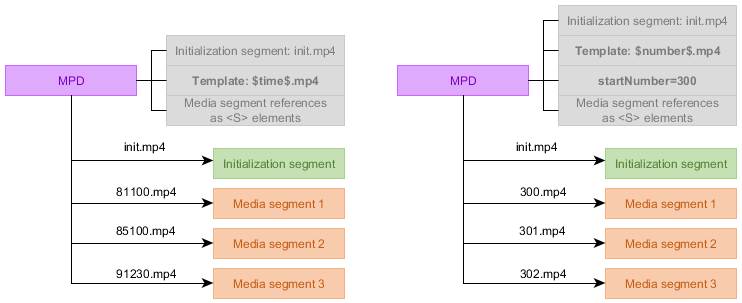 Initialization segment: init.mp4
MPD
Template: $time$.mp4
Media segment references
as <S> elements
init.mp4
Initialization segment
81100.mp4
Media segment 1
85100.mp4
Media segment 2
91230.mp4
Media segment 3
Initialization segment: init.mp4
Template: $number$.mp4
MPD
startNumber=300
Media segment references
as <S> elements
init.mp4
Initialization segment
300.mp4
Media segment 1
301.mp4
Media segment 2
302.mp4
Media segment 3